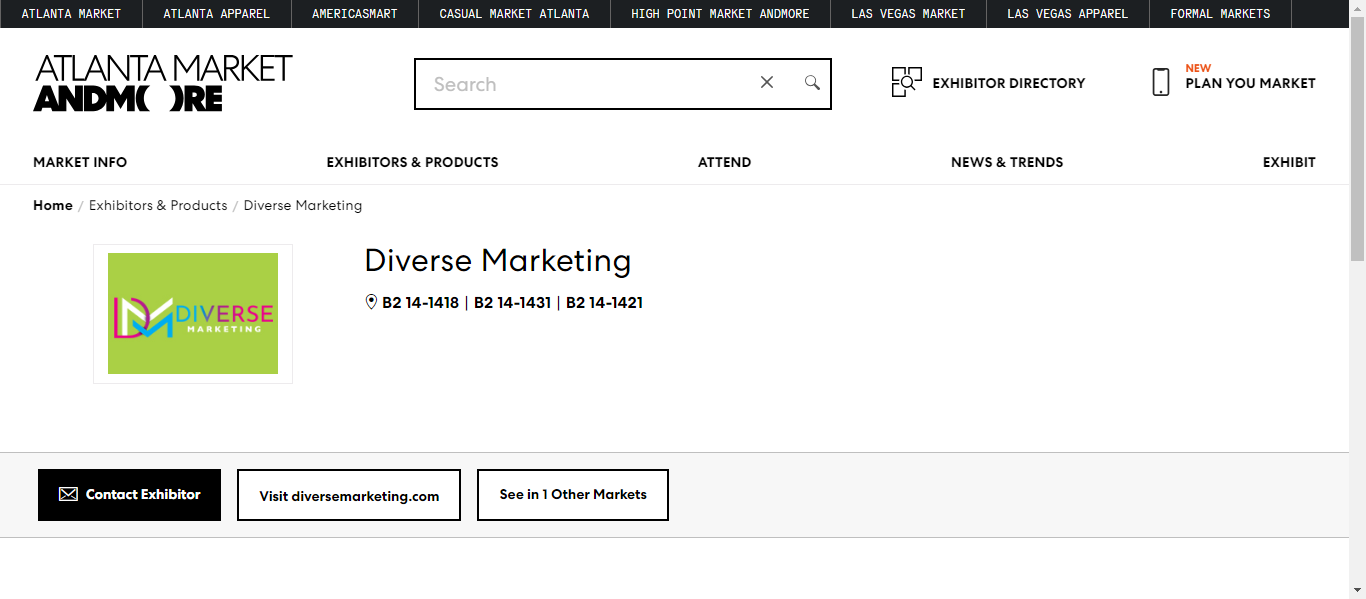 ATLANTA MARKET ATLANTA APPAREL AMERICASMART CASUAL MARKET ATLANTA HIGH POINT MARKET ANDMORE LAS VEGAS MARKET LAS VEGAS APPAREL FORMAL MARKETS
ATLANTA MARKET
ANDM( )RE
Search
EXHIBITOR DIRECTORY
NEW
PLAN YOU MARKET
MARKET INFO EXHIBITORS & PRODUCTS ATTEND NEWS & TRENDS EXHIBIT
Home / Exhibitors & Products / Diverse Marketing
DM DIVERSE
MARKETING
Diverse Marketing
B2 14-1418 | B2 14-1431 | B2 14-1421
Contact Exhibitor Visit diversemarketing.com See in 1 Other Markets